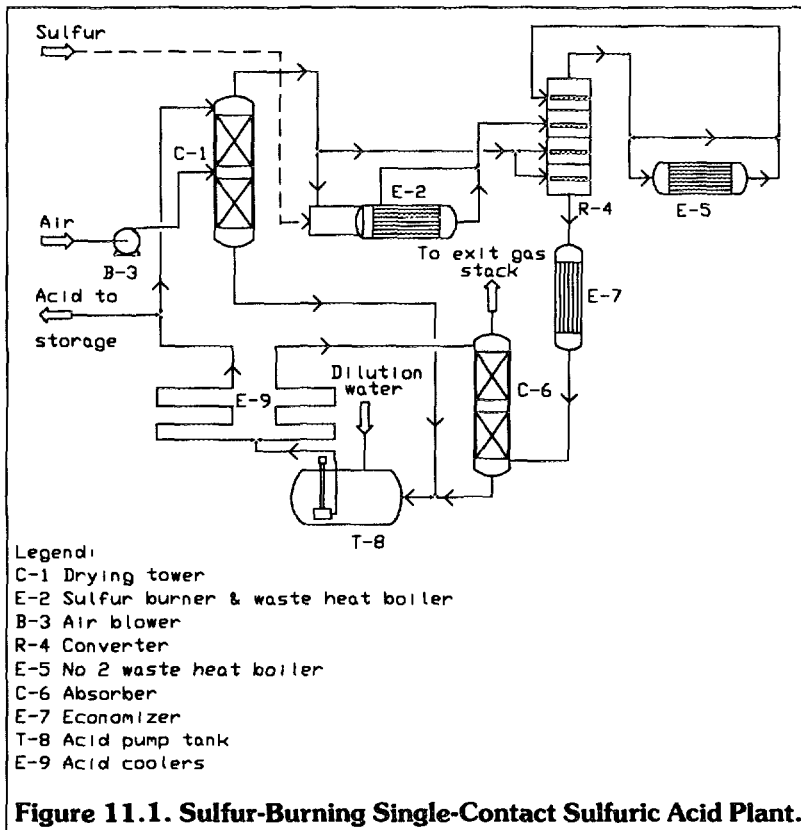 Sulfur
C-1
E-2
R-4
E-5
Air
B-3
To exit gas
stack
E-7
Acid to
storage
Dilution
water
E-9
C-6
T-8
Legend:
C-1 Drying tower
E-2 Sulfur burner & waste heat boiler
B-3 Air blower
R-4 Converter
E-5 No 2 waste heat boiler
C-6 Absorber
E-7 Economizer
T-8 Acid pump tank
E-9 Acid coolers
Figure 11.1. Sulfur-Burning Single-Contact Sulfuric Acid Plant.